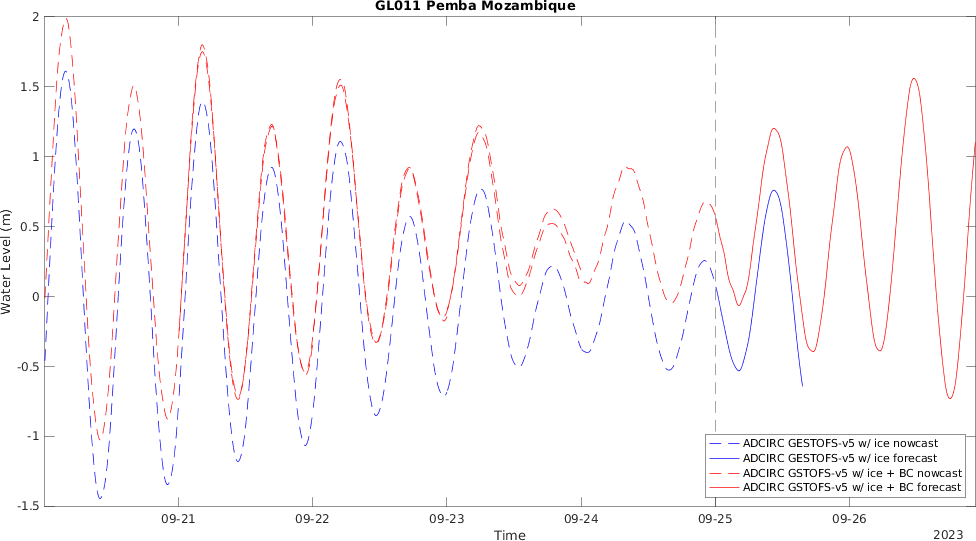 GL011 Pemba Mozambique
2
1.5
1
0.5
0
-0.5
-1
-1.5
Water Level (m)
ADCIRC GESTOFS-v5 w/ ice nowcast
ADCIRC GESTOFS-v5 w/ ice forecast
ADCIRC GSTOFS-v5 w/ ice + BC nowcast
ADCIRC GSTOFS-v5 w/ ice + BC forecast
09-21 09-22 09-23 09-24 09-25 09-26
Time
2023